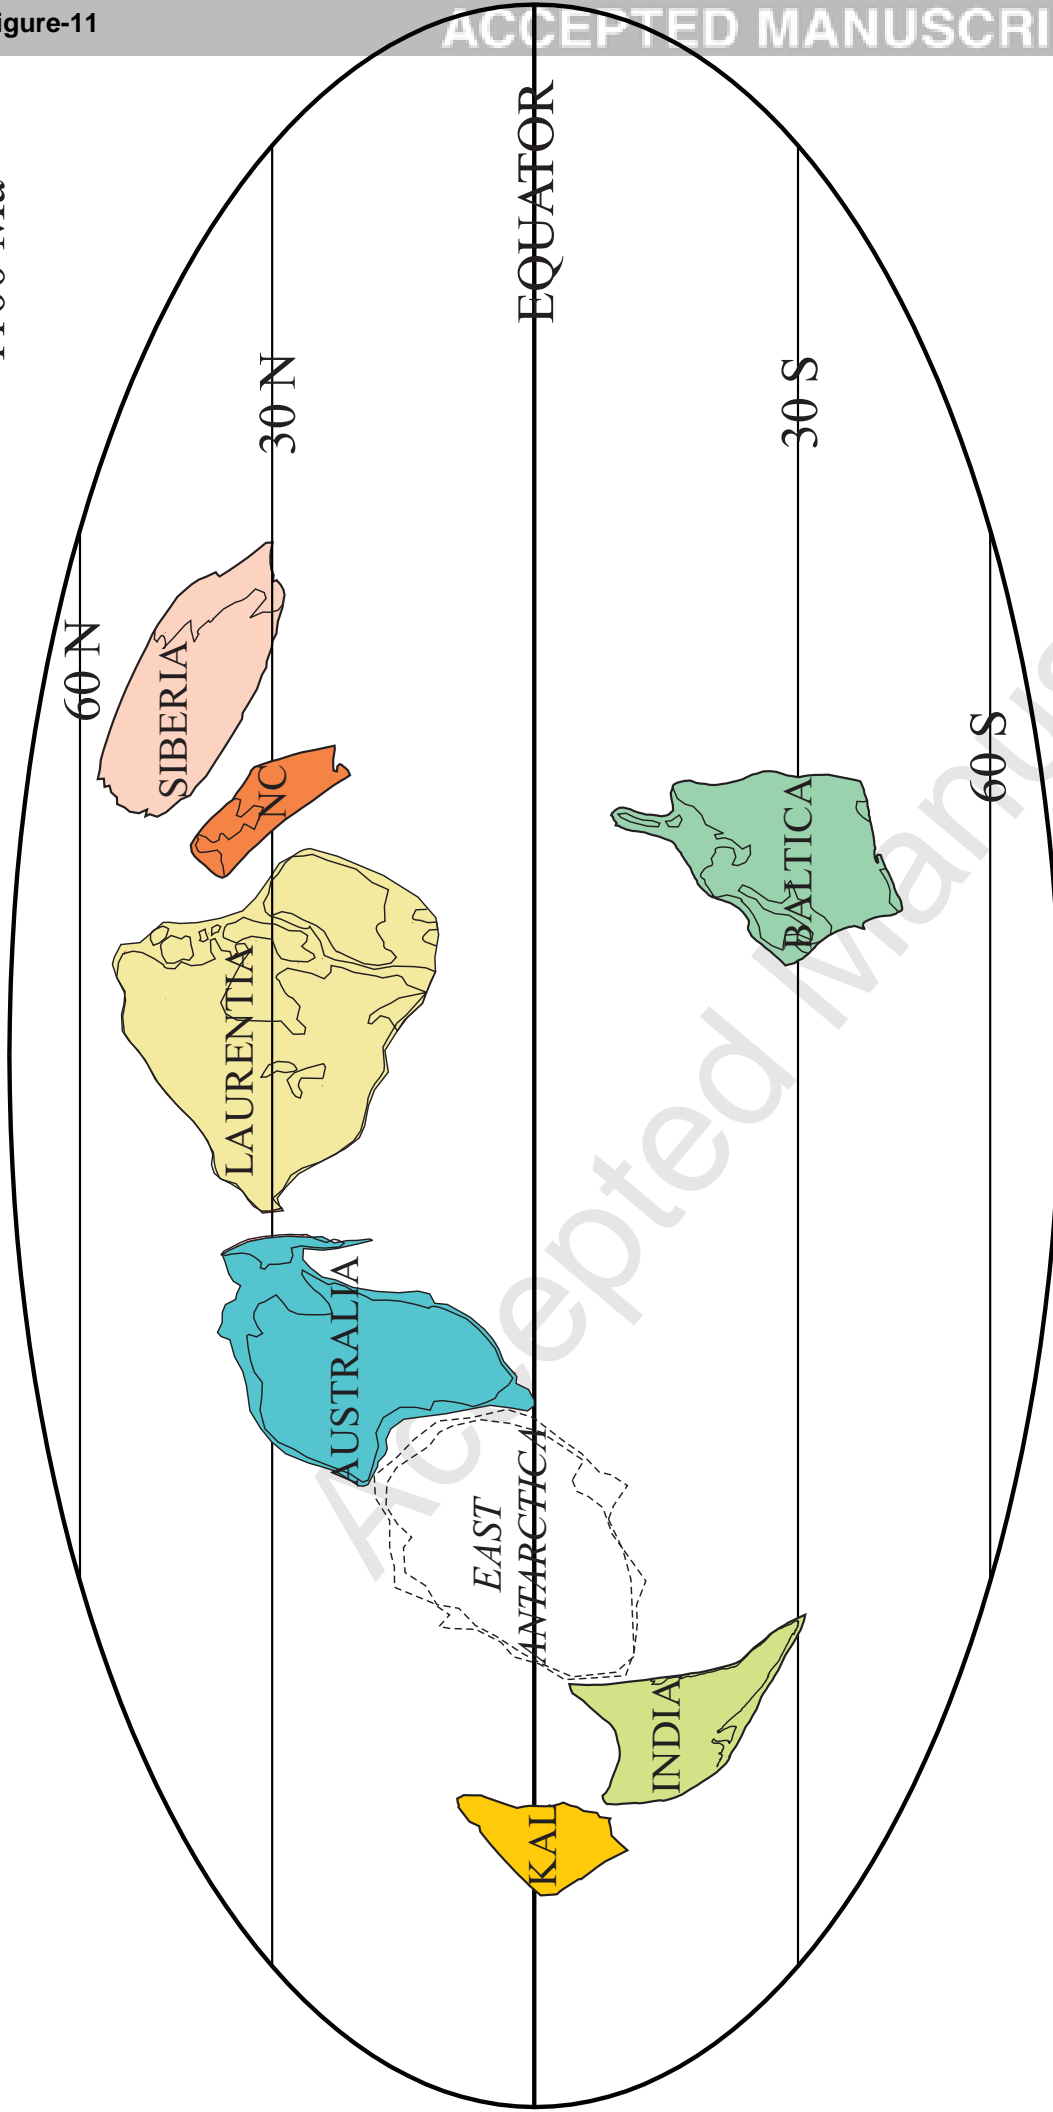 igure-11
ACCEPTED MANUSCRI
EQUATOR
30 N
30 S
60 N
60 S
SIBERIA
NC
LAURENTIA
BALTICA
AUSTRALIA
EAST
ANTARCTICA
INDIA
KAL
Accepted Manus